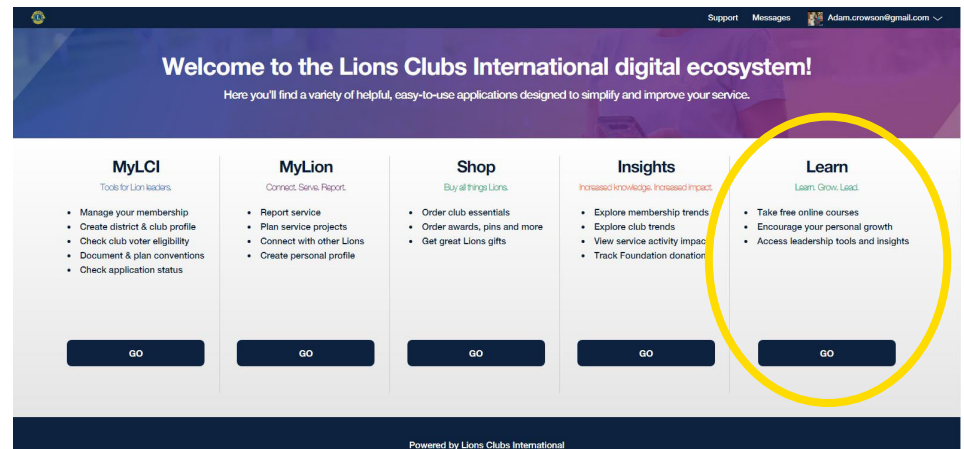 Support Messages Adam.crowson@gmail.com
Welcome to the Lions Clubs International digital ecosystem!
Here you'll find a variety of helpful, easy-to-use applications designed to simplify and improve your service.
MyLCI
Tools for Lion leaders.
• Manage your membership
• Create district & club profile
• Check club voter eligibility
• Document & plan conventions
• Check application status
GO
MyLion
Connect. Serve. Report.
• Report service
• Plan service projects
• Connect with other Lions
• Create personal profile
GO
Shop
Buy all things Lions.
• Order club essentials
• Order awards, pins and more
• Get great Lions gifts
GO
Insights
Increased knowledge. Increased impact.
• Explore membership trends
• Explore club trends
• View service activity impact
• Track Foundation donation
GO
Learn
Learn. Grow. Lead.
• Take free online courses
• Encourage your personal growth
• Access leadership tools and insights
GO
Powered by Lions Clubs International